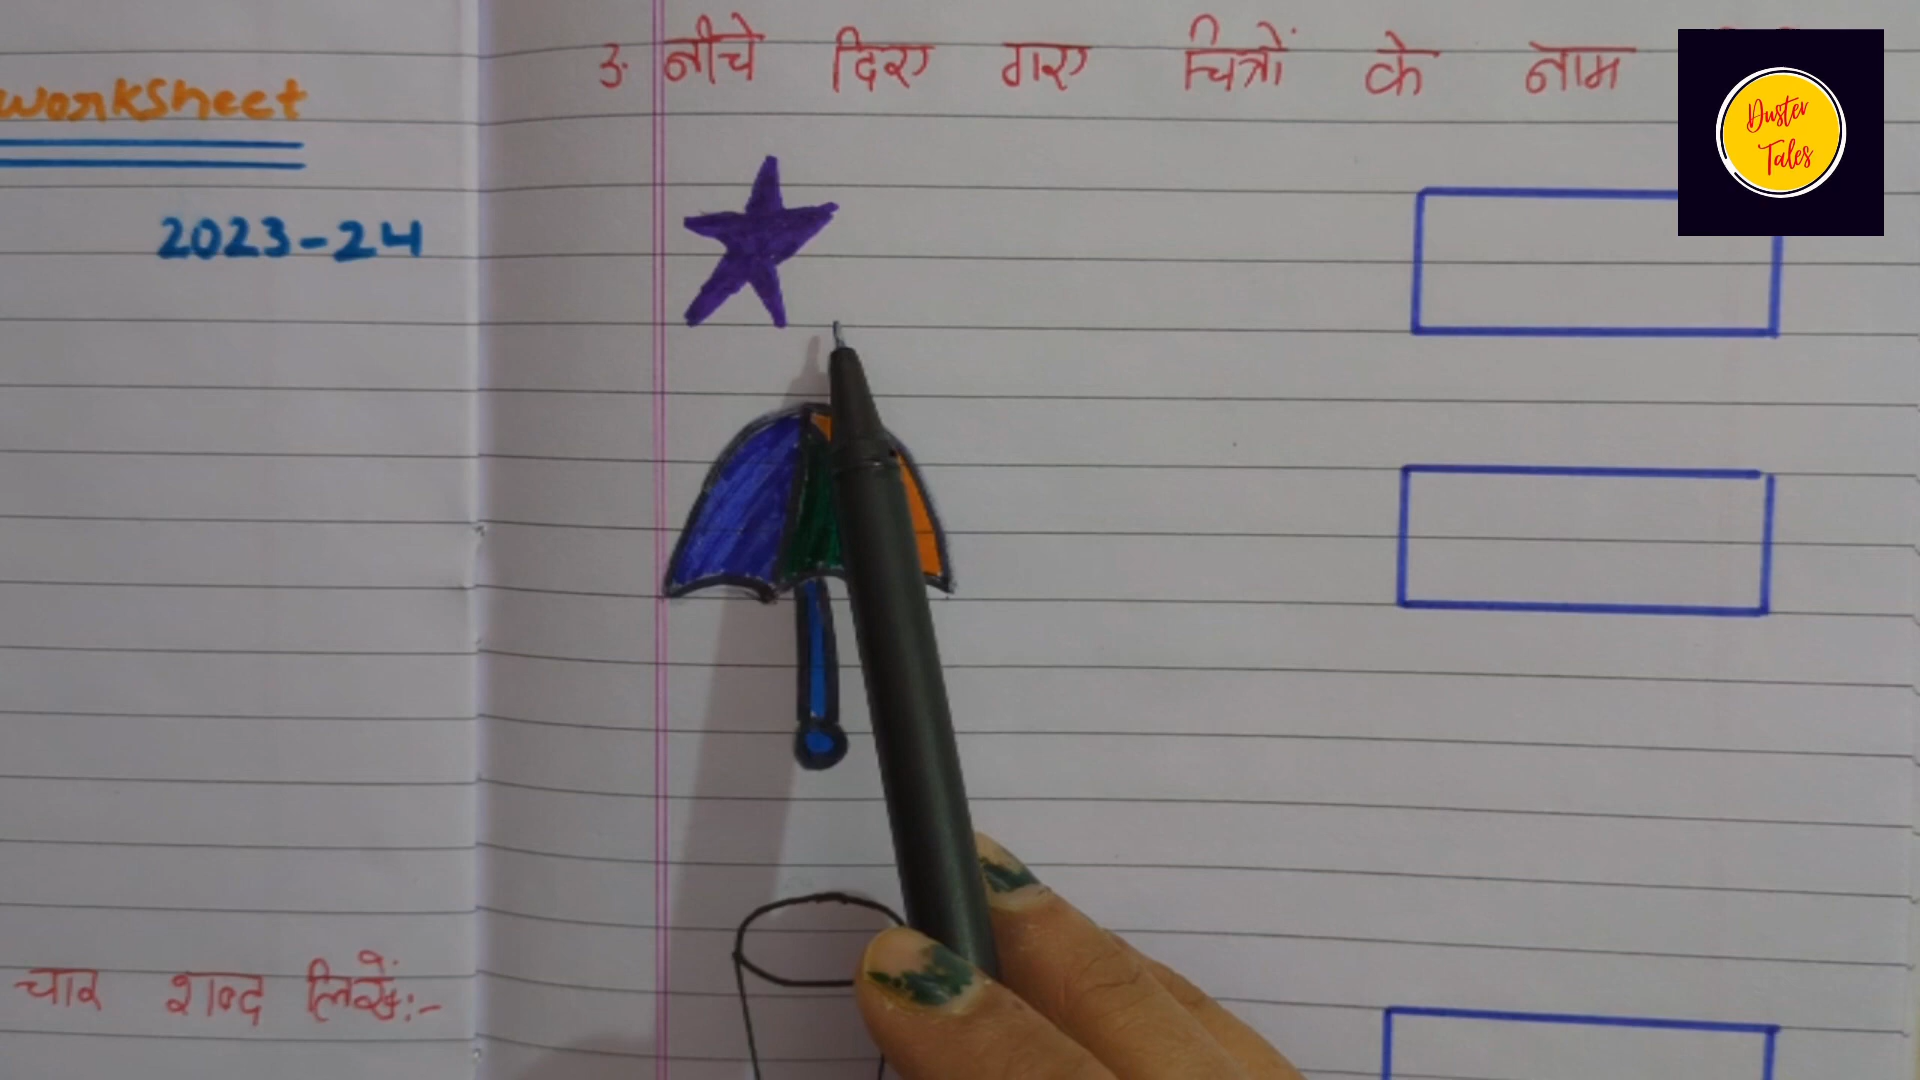 worksheet
2023-24
चार शब्द लिखें:-
3. नीचे दिए गए चित्रों के नाम
Duster
Tales